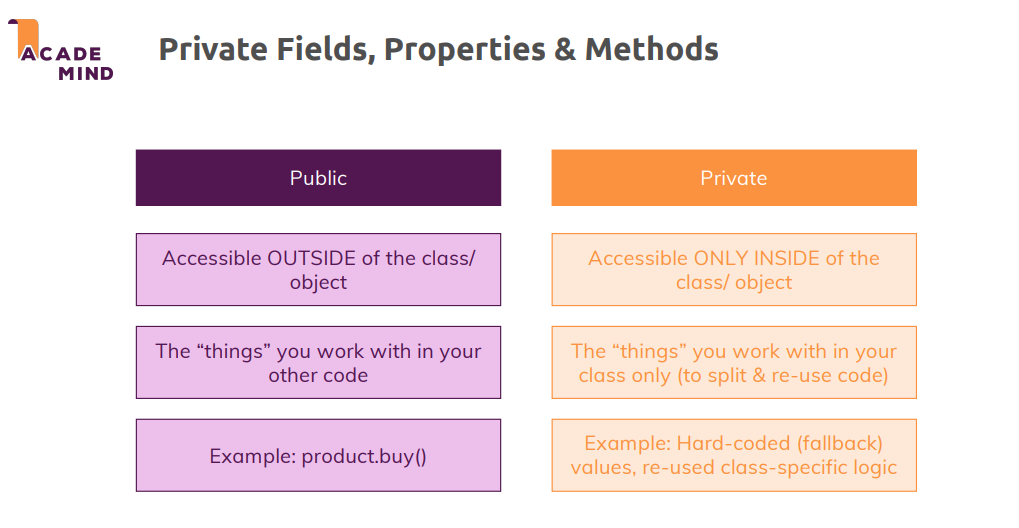 ACADE
MIND
Private Fields, Properties & Methods
Public
Private
Accessible OUTSIDE of the class/
object
Accessible ONLY INSIDE of the
class/ object
The “things” you work with in your
other code
The “things” you work with in your
class only (to split & re-use code)
Example: product.buy()
Example: Hard-coded (fallback)
values, re-used class-specific logic